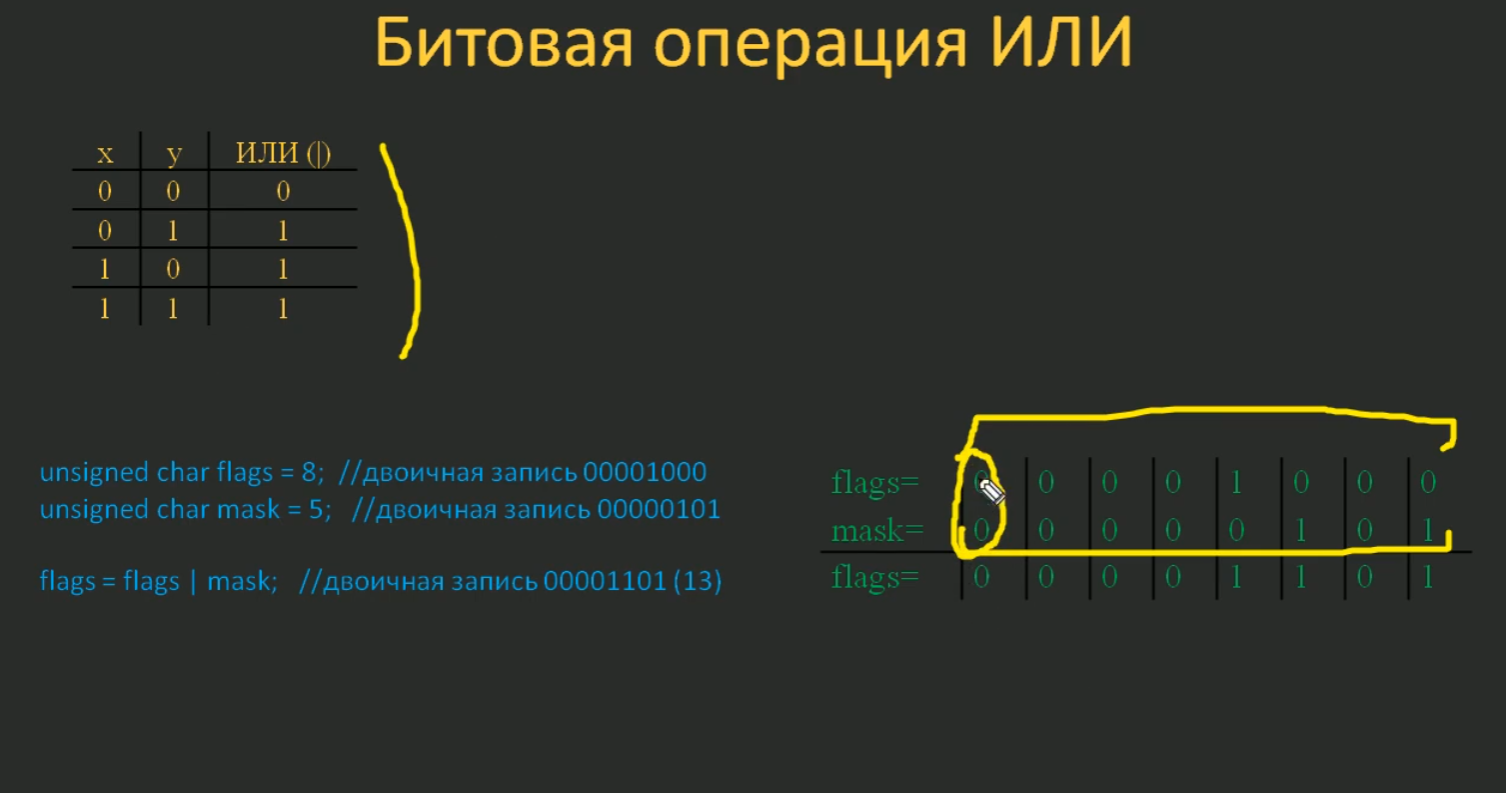 Битовая операция ИЛИ
x y ИЛИ (|)
0 0 0
0 1 1
1 0 1
1 1 1
unsigned char flags = 8; //двоичная запись 00001000
unsigned char mask = 5; //двоичная запись 00000101
flags = flags | mask; //двоичная запись 00001101 (13)
flags= 0 0 0 0 1 0 0 0
mask= 0 0 0 0 0 1 0 1
flags= 0 0 0 0 1 1 0 1